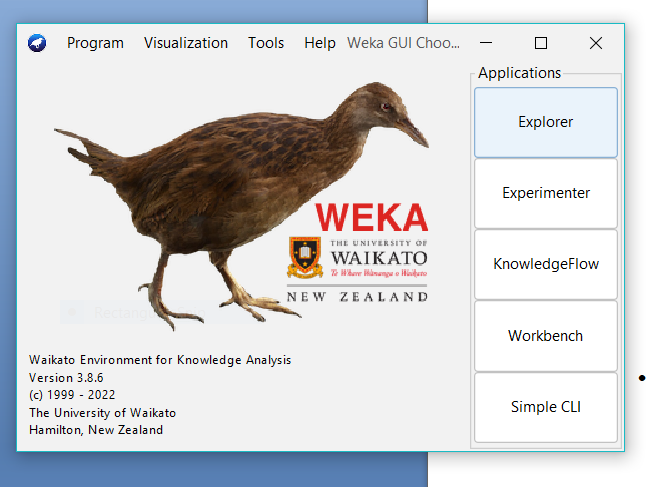 Program Visualization Tools Help Weka GUI Choo...
Applications
Explorer
Experimenter
KnowledgeFlow
Workbench
Simple CLI
WEKA
THE UNIVERSITY OF
WAIKATO
Te Whare Wānanga o Waikato
NEW ZEALAND
Waikato Environment for Knowledge Analysis
Version 3.8.6
(c) 1999 - 2022
The University of Waikato
Hamilton, New Zealand